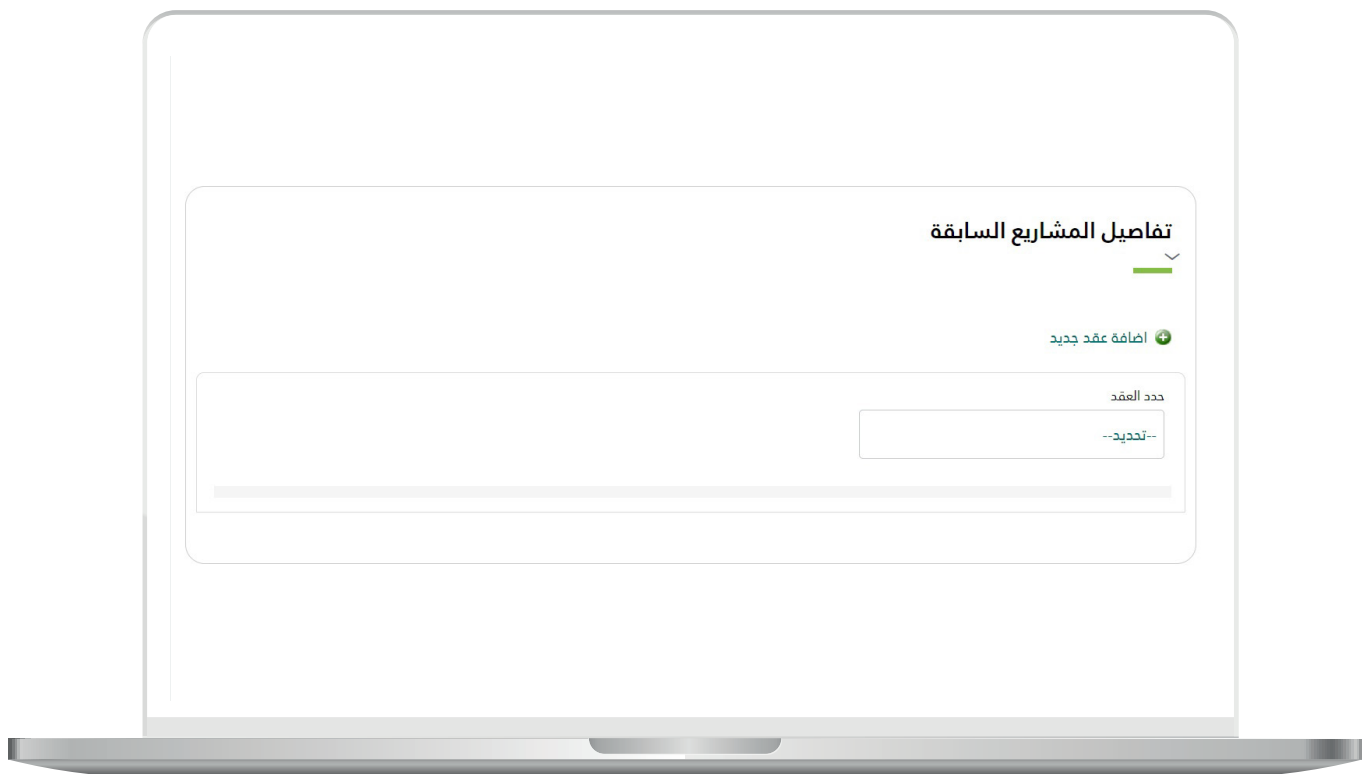 تفاصيل المشاريع السابقة
اضافة عقد جديد
حدد العقد
--تحديد--